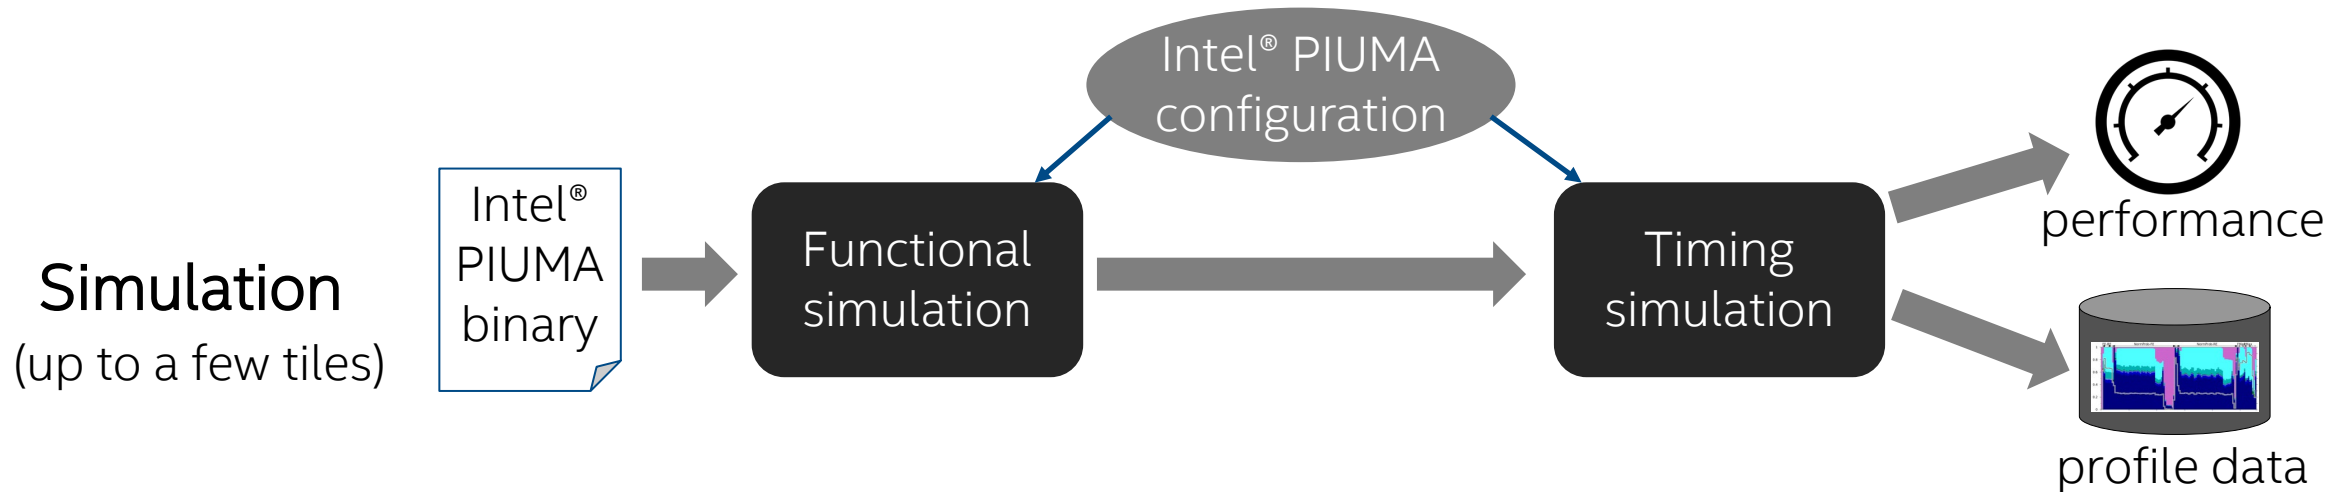 Intel® PIUMA
configuration
Intel®
PIUMA
binary
Functional
simulation
Timing
simulation
performance
Simulation
(up to a few tiles)
profile data